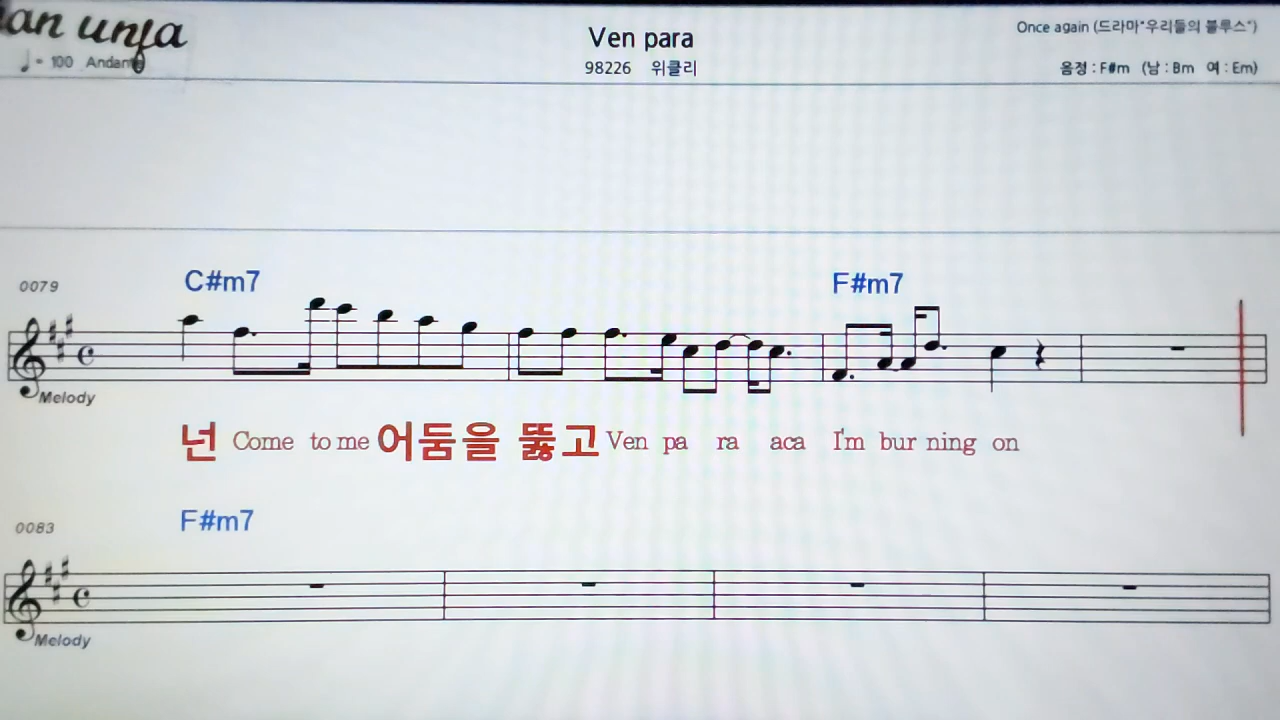 an unfa
Ven para
Once again (드라마"우리들의 블루스")
♩= 100 Andante
98226 위클리
음정 : F#m (남 : Bm 여 : Em)
C#m7 F#m7
0079
Melody
넌 Come to me 어둠을 뚫고 Ven pa ra aca I'm bur ning on
F#m7
0083
Melody